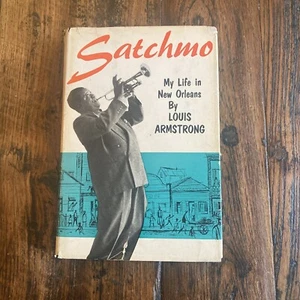 Satchmo
My Life in
New Orleans
By
LOUIS
ARMSTRONG